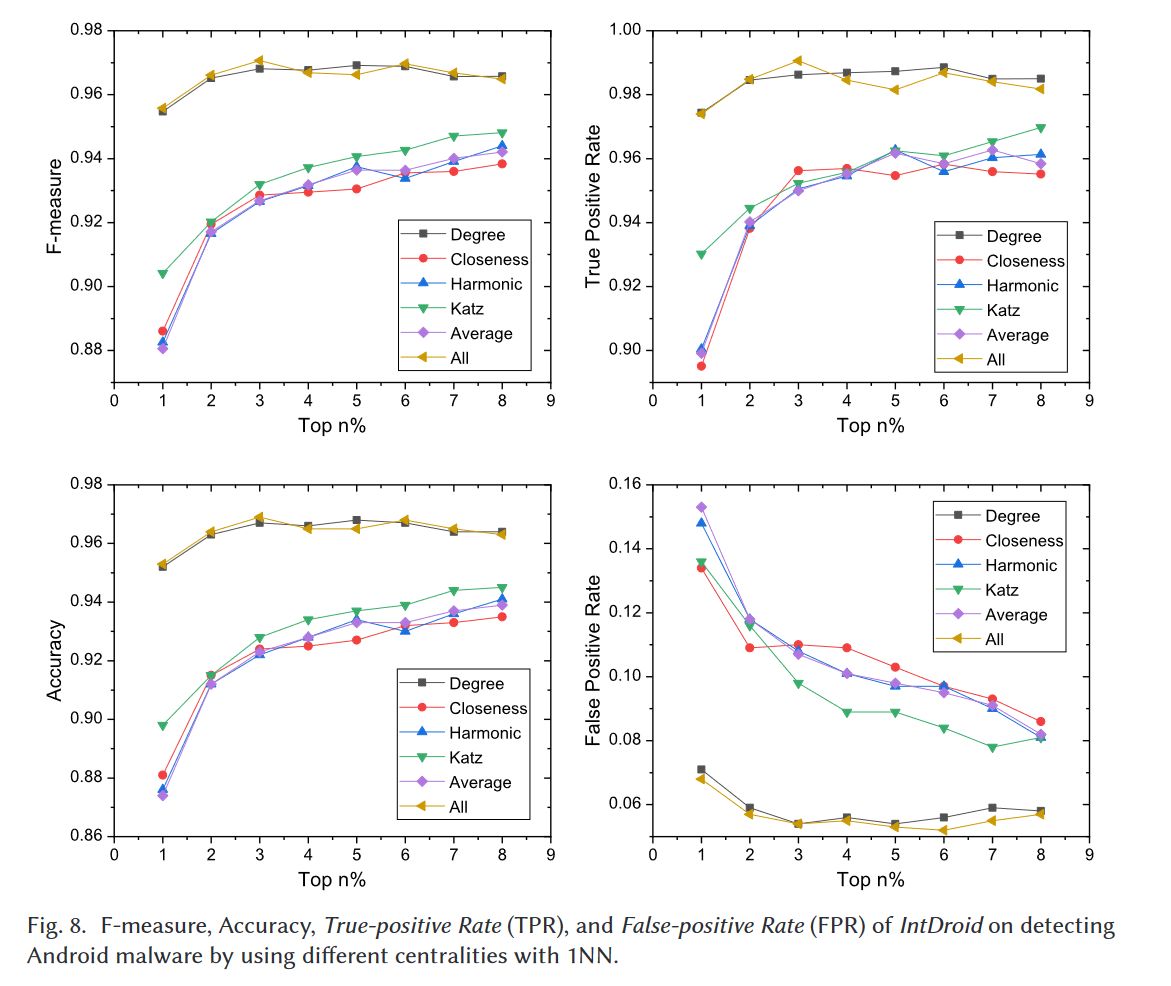 0.98
0.96
0.94
0.92
0.90
0.88
F-measure
Degree
Closeness
Harmonic
Katz
Average
All
0 1 2 3 4 5 6 7 8 9
Top n%
1.00
0.98
0.96
0.94
0.92
0.90
True Positive Rate
Degree
Closeness
Harmonic
Katz
Average
All
0 1 2 3 4 5 6 7 8 9
Top n%
0.98
0.96
0.94
0.92
0.90
0.88
0.86
Accuracy
Degree
Closeness
Harmonic
Katz
Average
All
0 1 2 3 4 5 6 7 8 9
Top n%
0.16
0.14
0.12
0.10
0.08
0.06
False Positive Rate
Degree
Closeness
Harmonic
Katz
Average
All
0 1 2 3 4 5 6 7 8 9
Top n%
Fig. 8. F-measure, Accuracy, True-positive Rate (TPR), and False-positive Rate (FPR) of IntDroid on detecting
Android malware by using different centralities with 1NN.